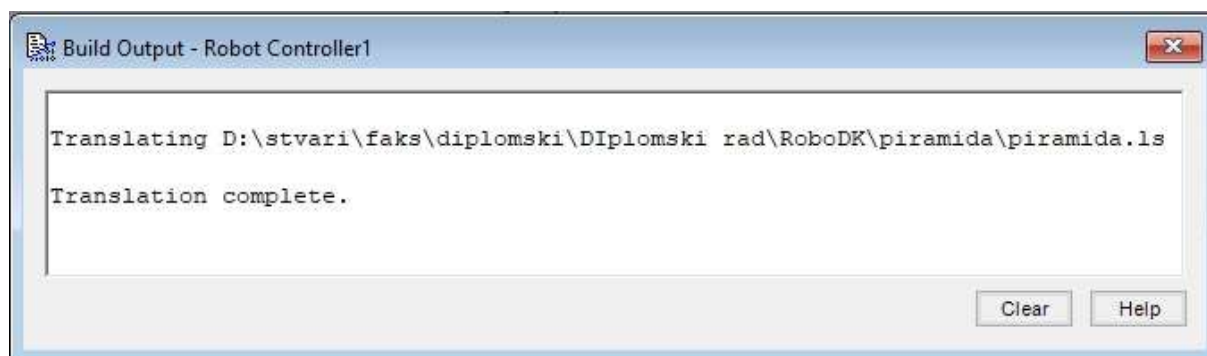 Build Output - Robot Controller1
Translating D:\stvari\faks\diplomski\DIplomski rad\RoboDK\piramida\piramida.ls
Translation complete.
Clear Help